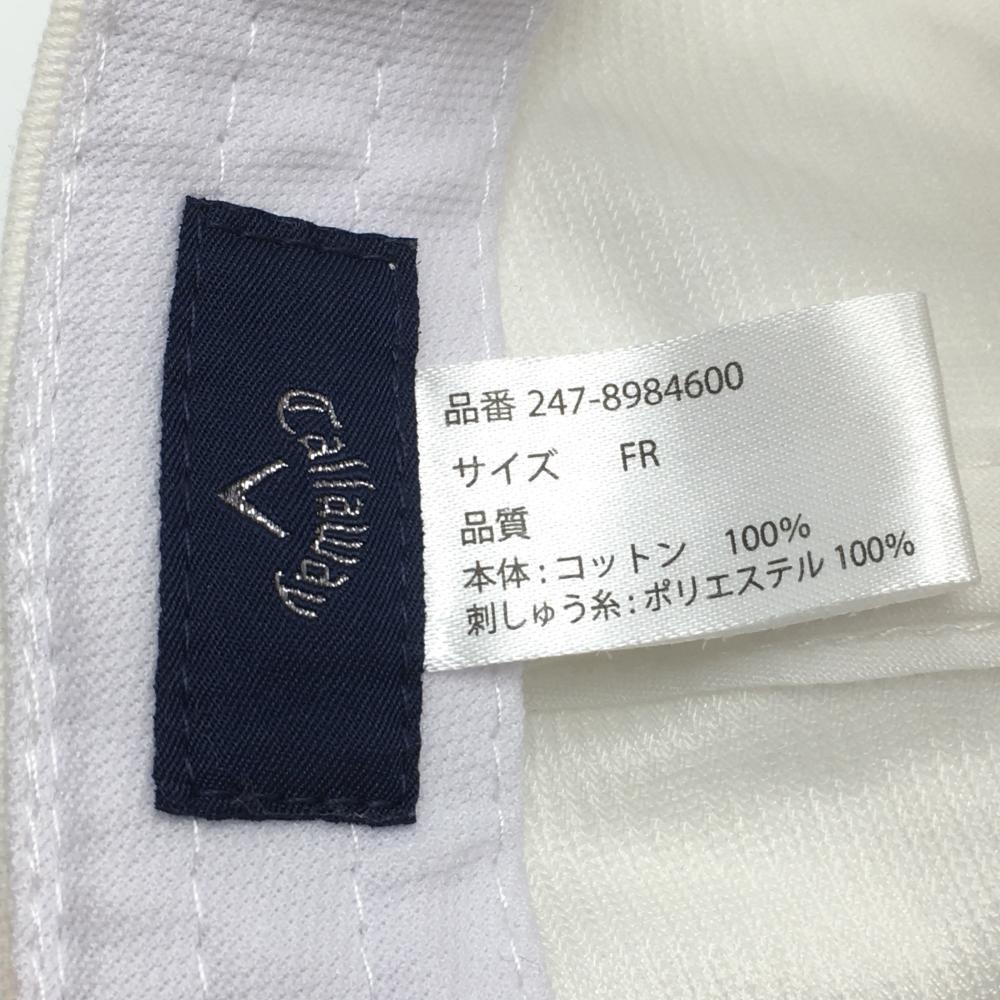 Callaway
品番 247-8984600
サイズ FR
品質
本体 : コットン 100%
刺しゅう糸 : ポリエステル 100%